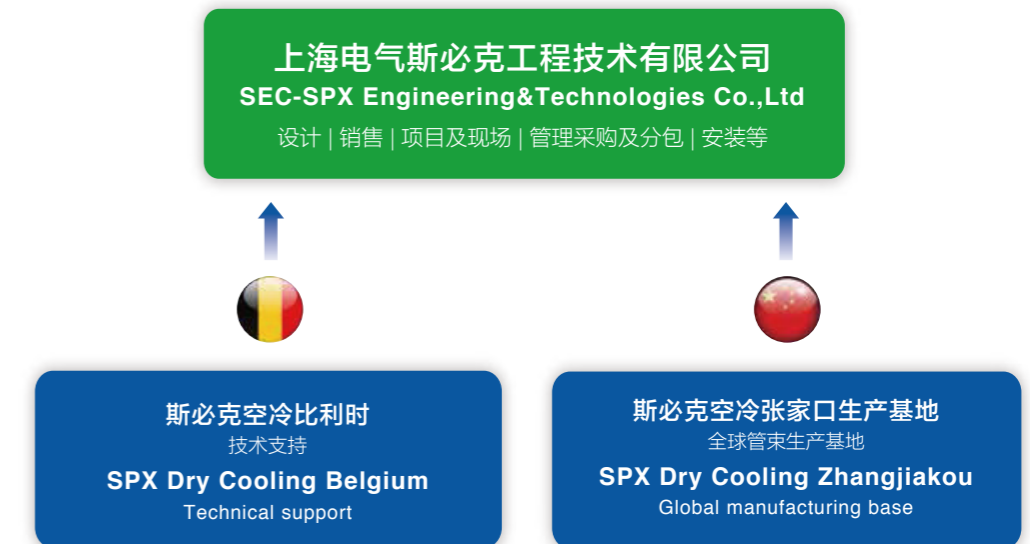 上海电气斯必克工程技术有限公司
SEC-SPX Engineering&Technologies Co.,Ltd
设计 | 销售 | 项目及现场 | 管理采购及分包 | 安装等
斯必克空冷比利时
技术支持
SPX Dry Cooling Belgium
Technical support
斯必克空冷张家口生产基地
全球管束生产基地
SPX Dry Cooling Zhangjiakou
Global manufacturing base